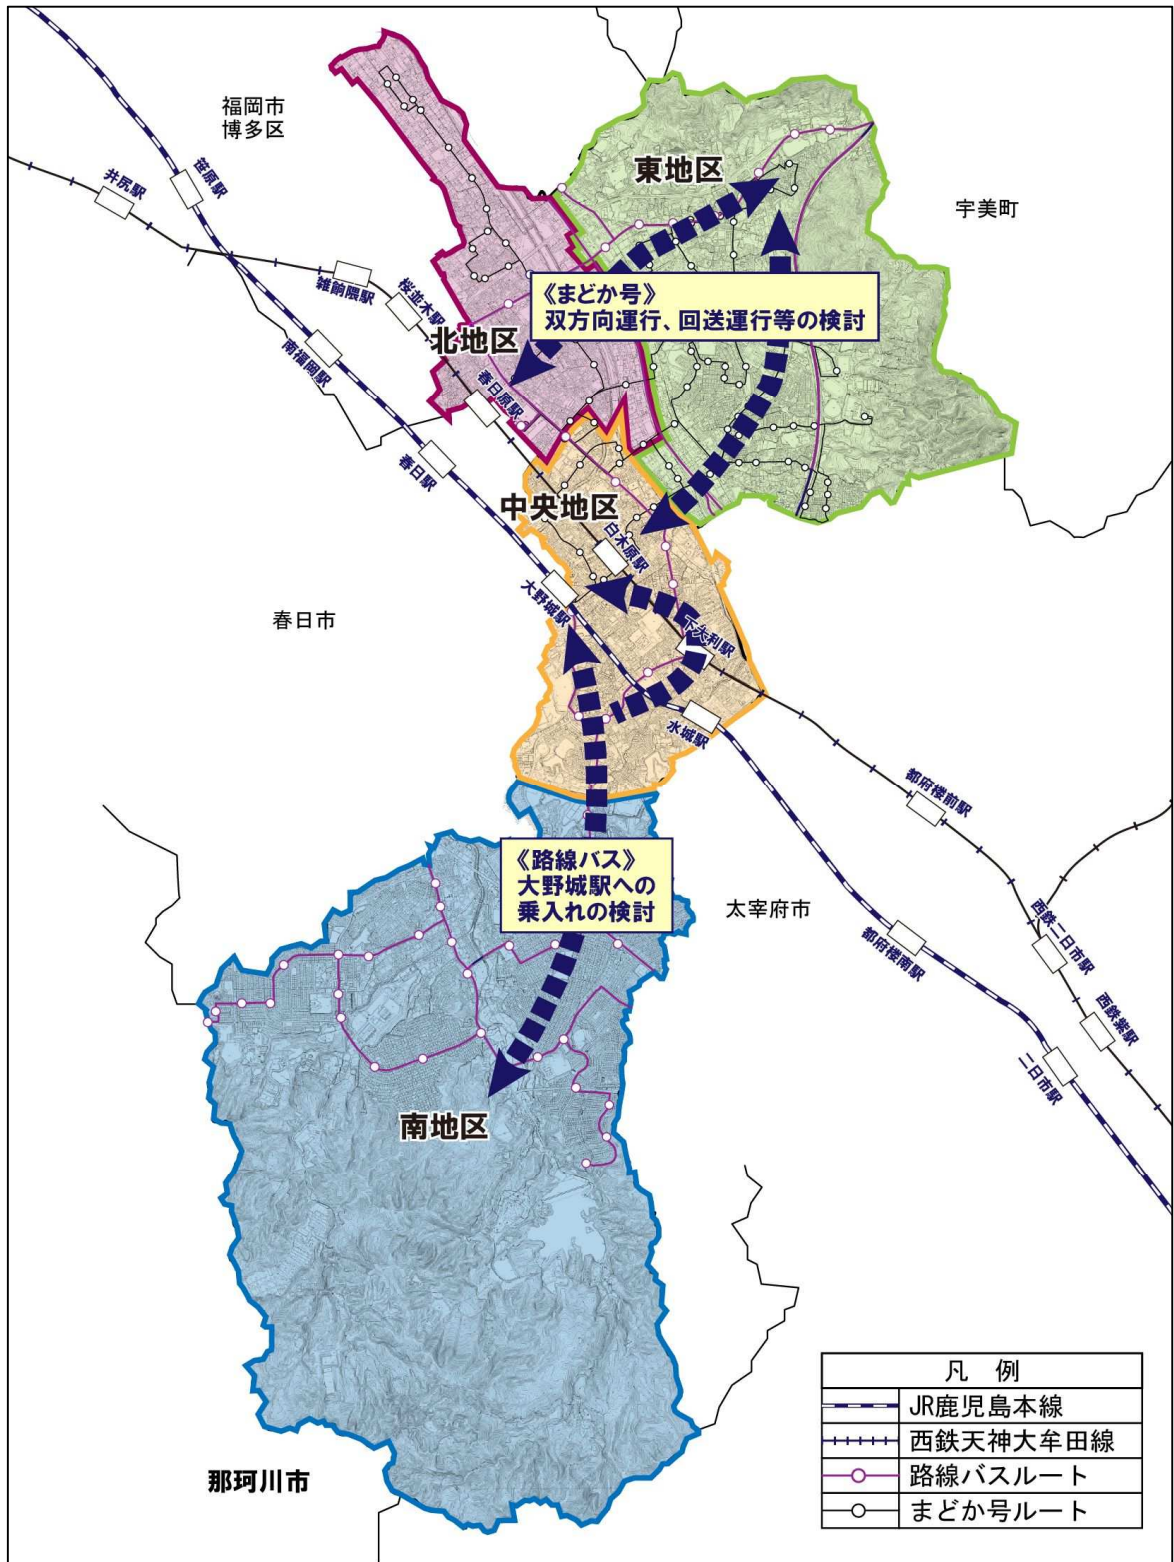 福岡市
博多区
東地区
宇美町
井尻駅
笹原駅
雑餉隈駅
桜並木駅
南福岡駅
北地区
《まどか号》
双方向運行、回送運行等の検討
春日原駅
春日駅
中央地区
白木原駅
大野城駅
春日市
下大利駅
水城駅
都府楼前駅
《路線バス》
大野城駅への
乗入れの検討
太宰府市
都府楼南駅
西鉄二日市駅
西鉄紫駅
二日市駅
南地区
那珂川市
凡 例
JR鹿児島本線
西鉄天神大牟田線
路線バスルート
まどか号ルート